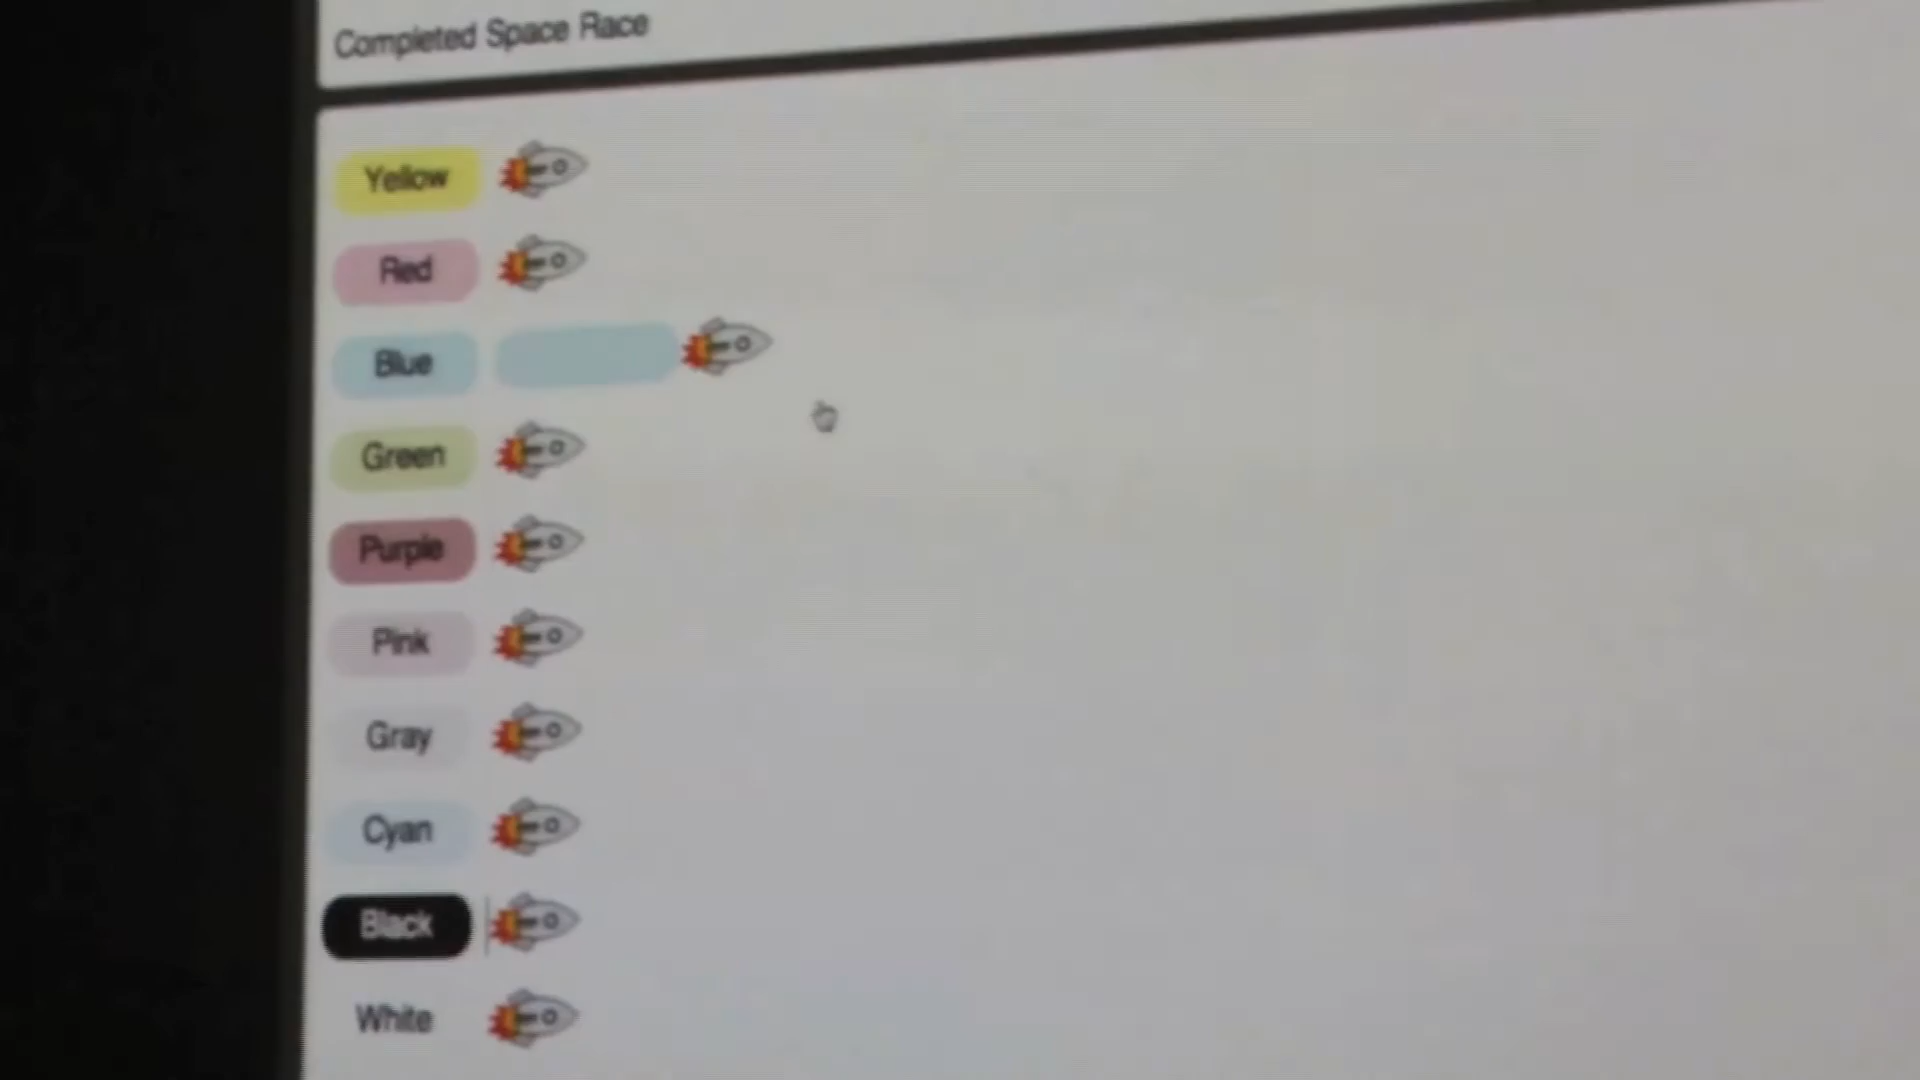 Completed Space Race
Yellow
Red
Blue
Green
Purple
Pink
Gray
Cyan
Black
White